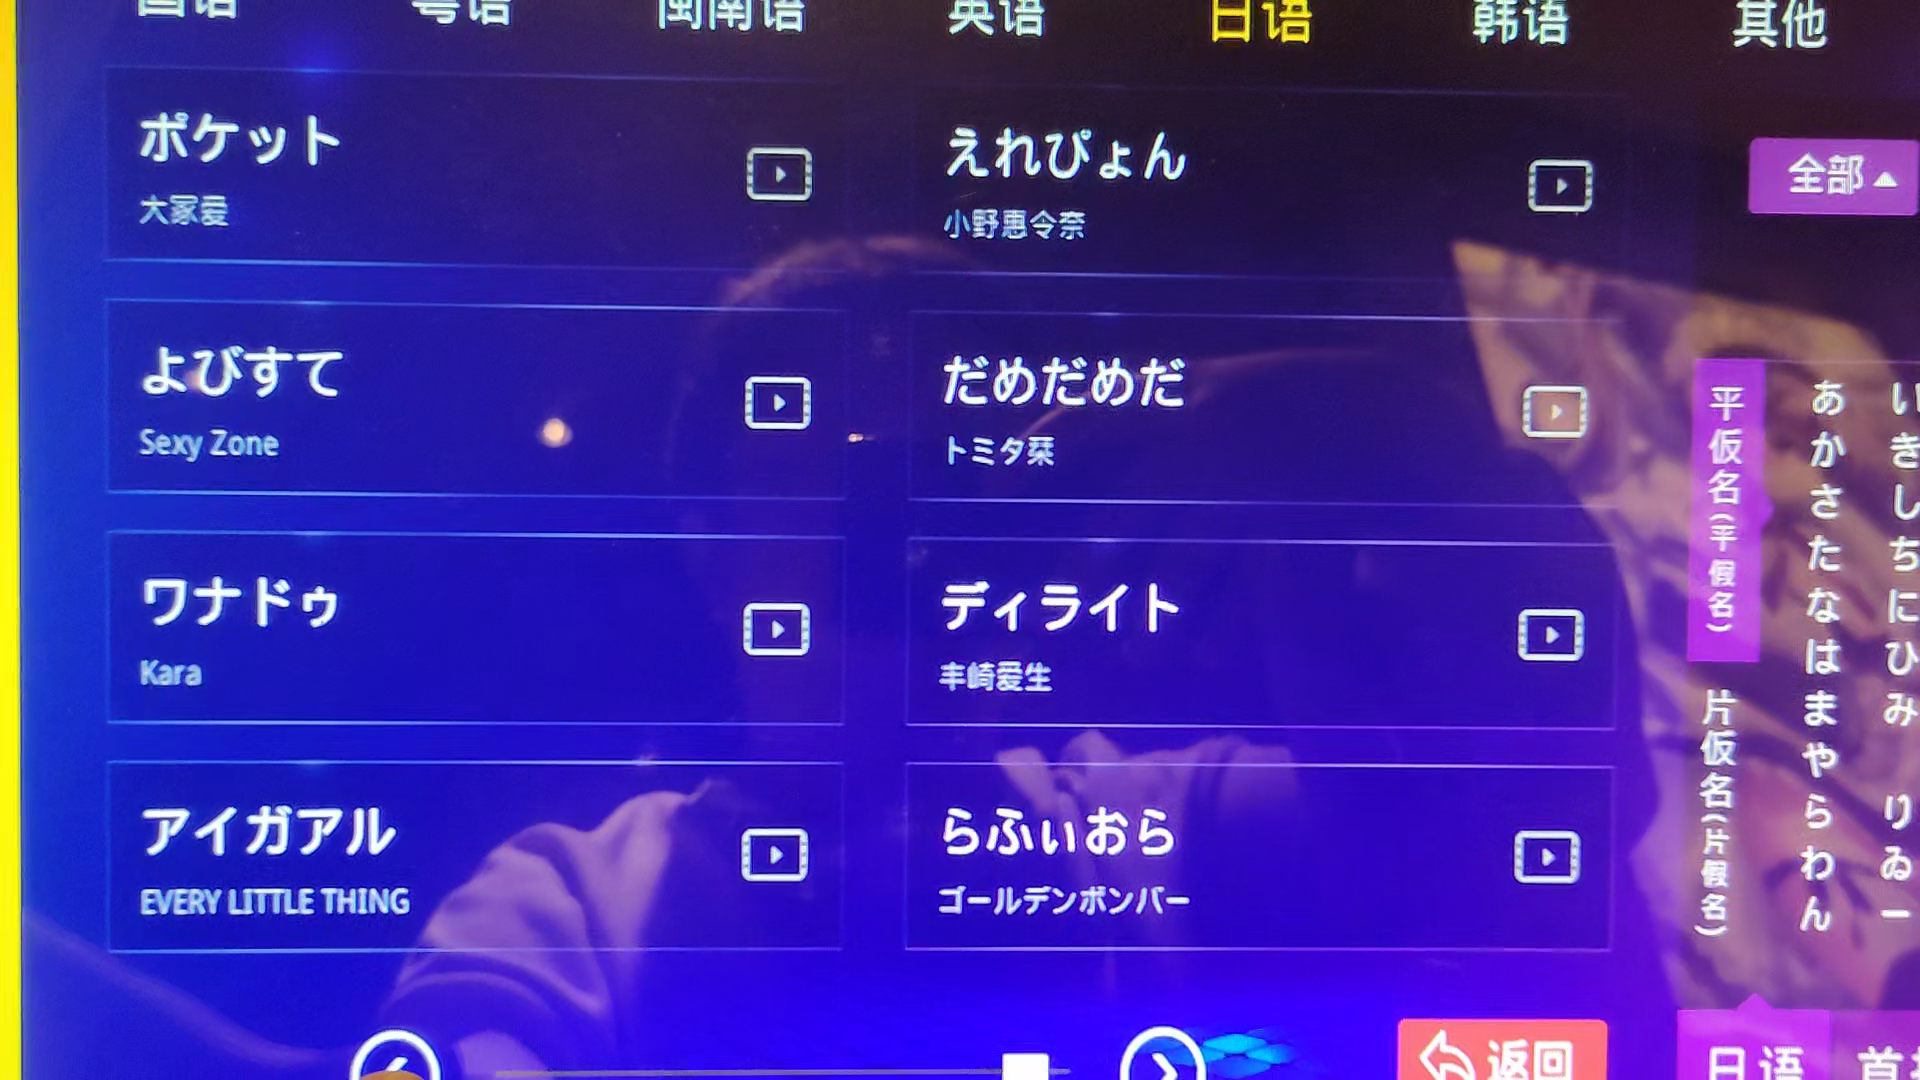 国语 粤语 闽南语 英语 日语 韩语 其他
ポケット
大冢爱
えれぴょん
小野惠令奈
全部
よびすて
Sexy Zone
だめだめだ
トミタ栞
ワナドゥ
Kara
ディライト
丰崎爱生
アイガアル
EVERY LITTLE THING
らふぃおら
ゴールデンボンバー
平仮名(平假名)
片仮名(片假名)
あかさたなはまやらわん
いきしちにひみ りゐー
返回
日语
首